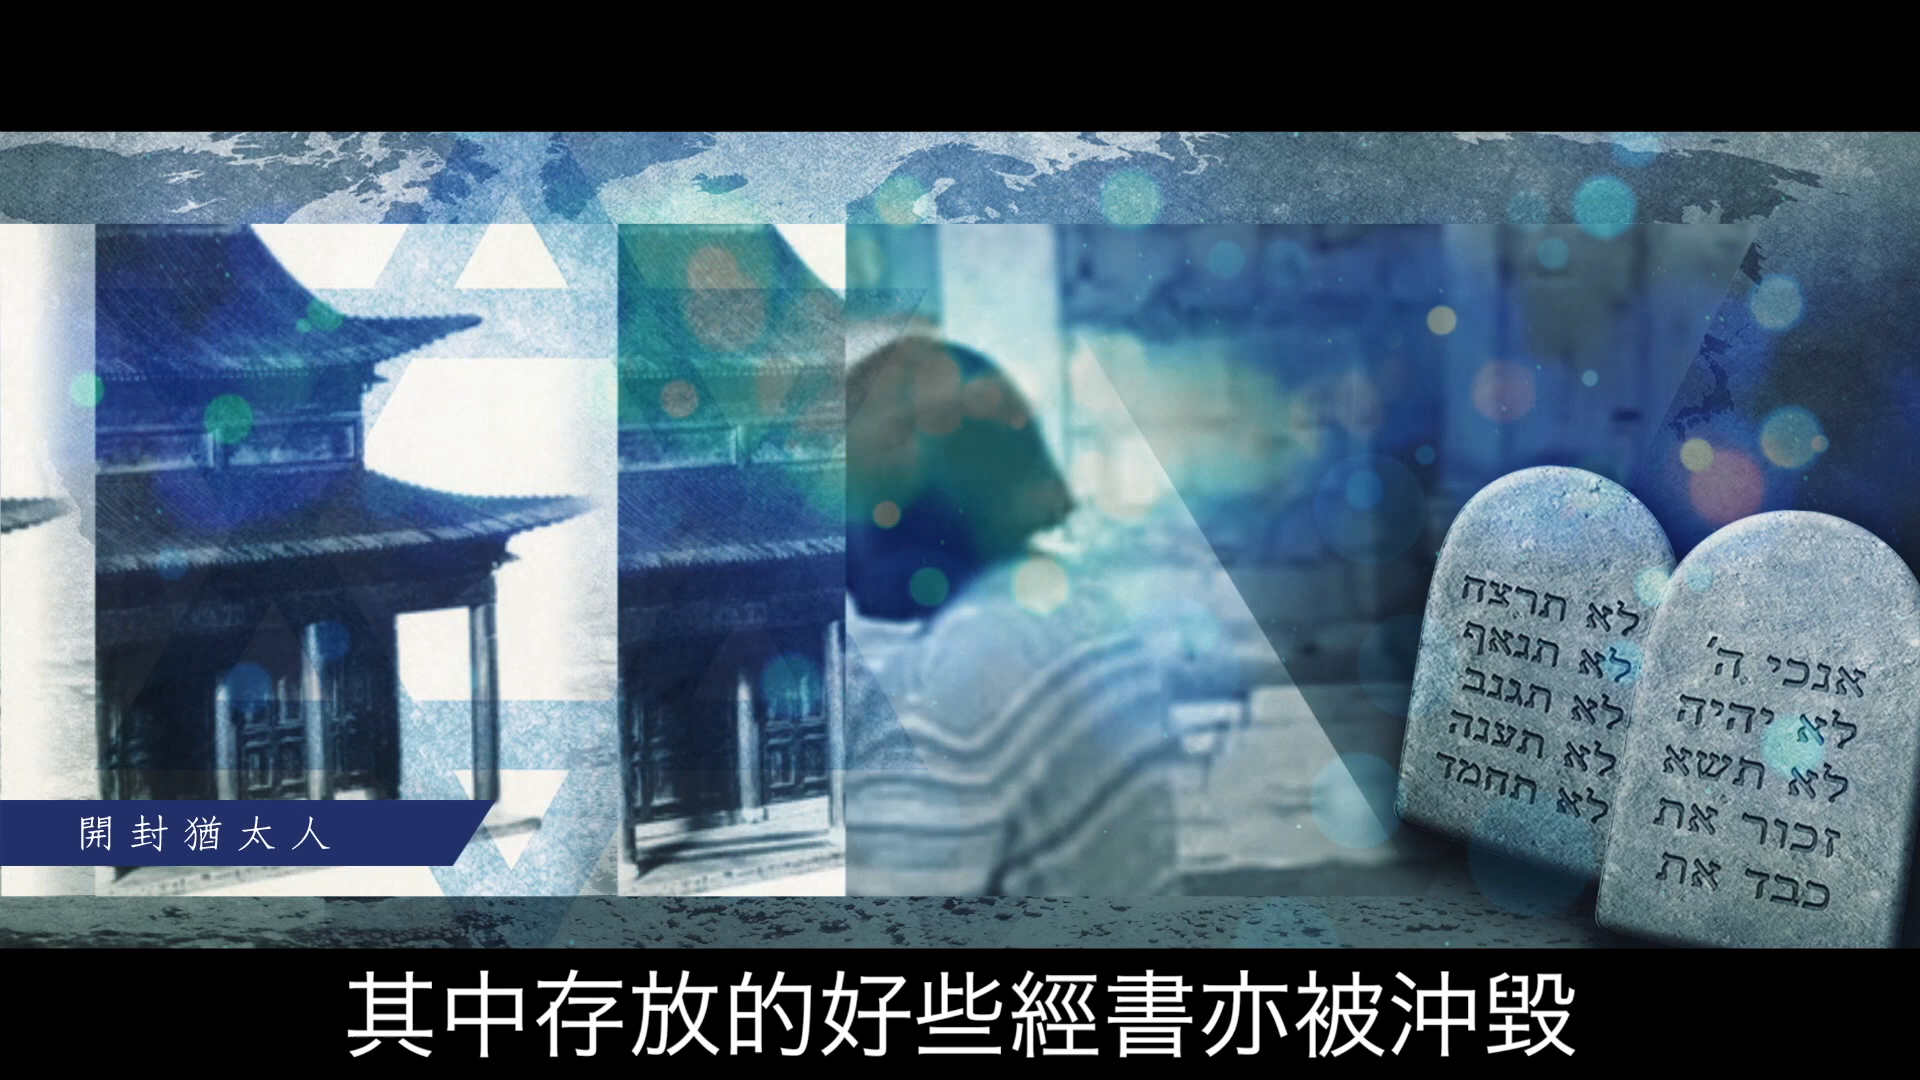 開封猶太人
לא תרצח
לא תנאף
לא תגנב
לא תענה
לא תחמד
אנכי ה'
לא יהיה
לא תשא
זכור את
כבד את
其中存放的好些經書亦被沖毀